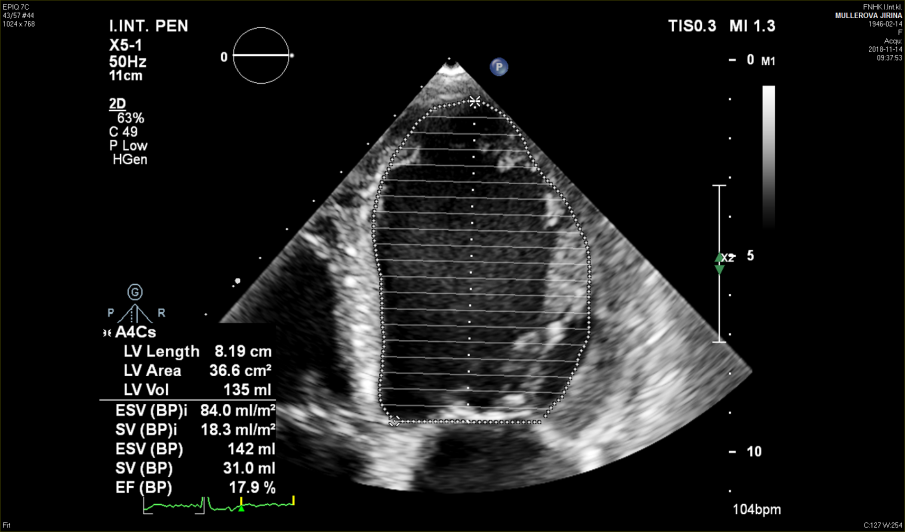 EPIQ 7C
43/57 #44
1024 x 768
FNHK I.Int.kl.
MULLEROVA JIRINA
1946-02-14
F
Acqu.
2018-11-14
09:37:53
I.INT. PEN
X5-1
50Hz
11cm
2D
63%
C 49
P Low
HGen
0
P
TIS0.3 MI 1.3
0 M1
X2 5
10
104bpm
G
P R
A4Cs
LV Length 8.19 cm
LV Area 36.6 cm²
LV Vol 135 ml
ESV (BP)i 84.0 ml/m²
SV (BP)i 18.3 ml/m²
ESV (BP) 142 ml
SV (BP) 31.0 ml
EF (BP) 17.9 %
Fit
C:127 W:254